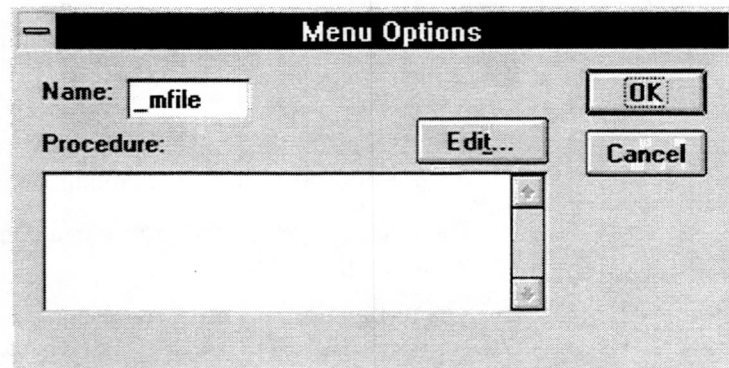 Menu Options
Name: _mfile
OK
Procedure:
Edit...
Cancel